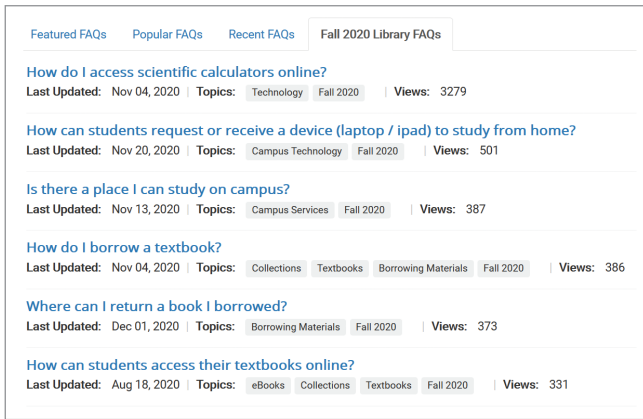 Featured FAQs Popular FAQs Recent FAQs Fall 2020 Library FAQs
How do I access scientific calculators online?
Last Updated: Nov 04, 2020 | Topics: Technology Fall 2020 | Views: 3279
How can students request or receive a device (laptop / ipad) to study from home?
Last Updated: Nov 20, 2020 | Topics: Campus Technology Fall 2020 | Views: 501
Is there a place I can study on campus?
Last Updated: Nov 13, 2020 | Topics: Campus Services Fall 2020 | Views: 387
How do I borrow a textbook?
Last Updated: Nov 04, 2020 | Topics: Collections Textbooks Borrowing Materials Fall 2020 | Views: 386
Where can I return a book I borrowed?
Last Updated: Dec 01, 2020 | Topics: Borrowing Materials Fall 2020 | Views: 373
How can students access their textbooks online?
Last Updated: Aug 18, 2020 | Topics: eBooks Collections Textbooks Fall 2020 | Views: 331